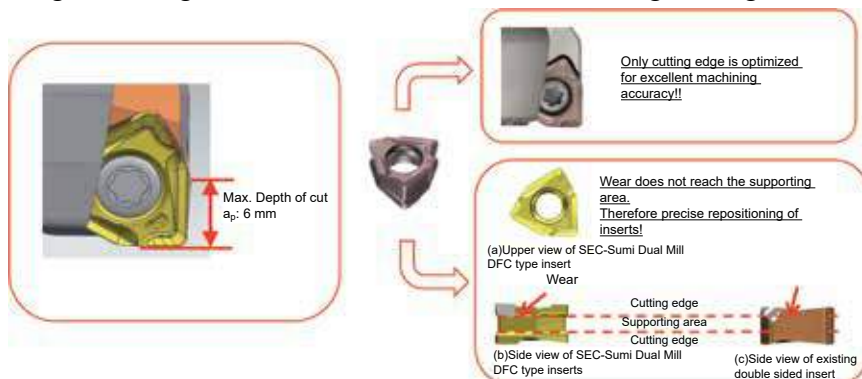 Max. Depth of cut
ap: 6 mm
Only cutting edge is optimized
for excellent machining
accuracy!!
Wear does not reach the supporting
area.
Therefore precise repositioning of
inserts!
(a)Upper view of SEC-Sumi Dual Mill
DFC type insert
Wear
Cutting edge
Supporting area
Cutting edge
(b)Side view of SEC-Sumi Dual Mill
DFC type inserts
(c)Side view of existing
double sided insert